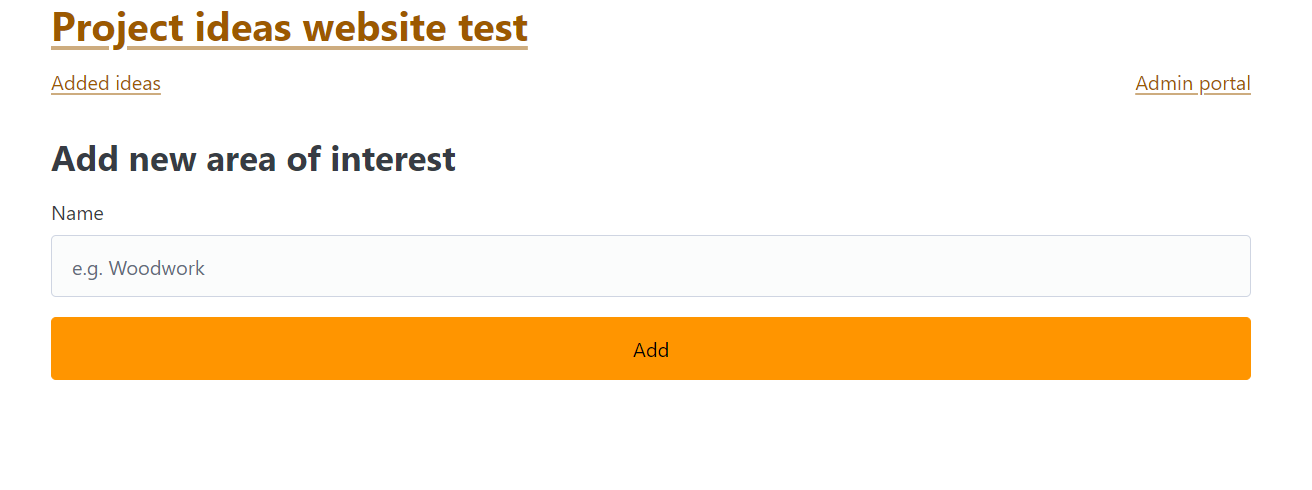 Project ideas website test
Added ideas Admin portal
Add new area of interest
Name
e.g. Woodwork
Add